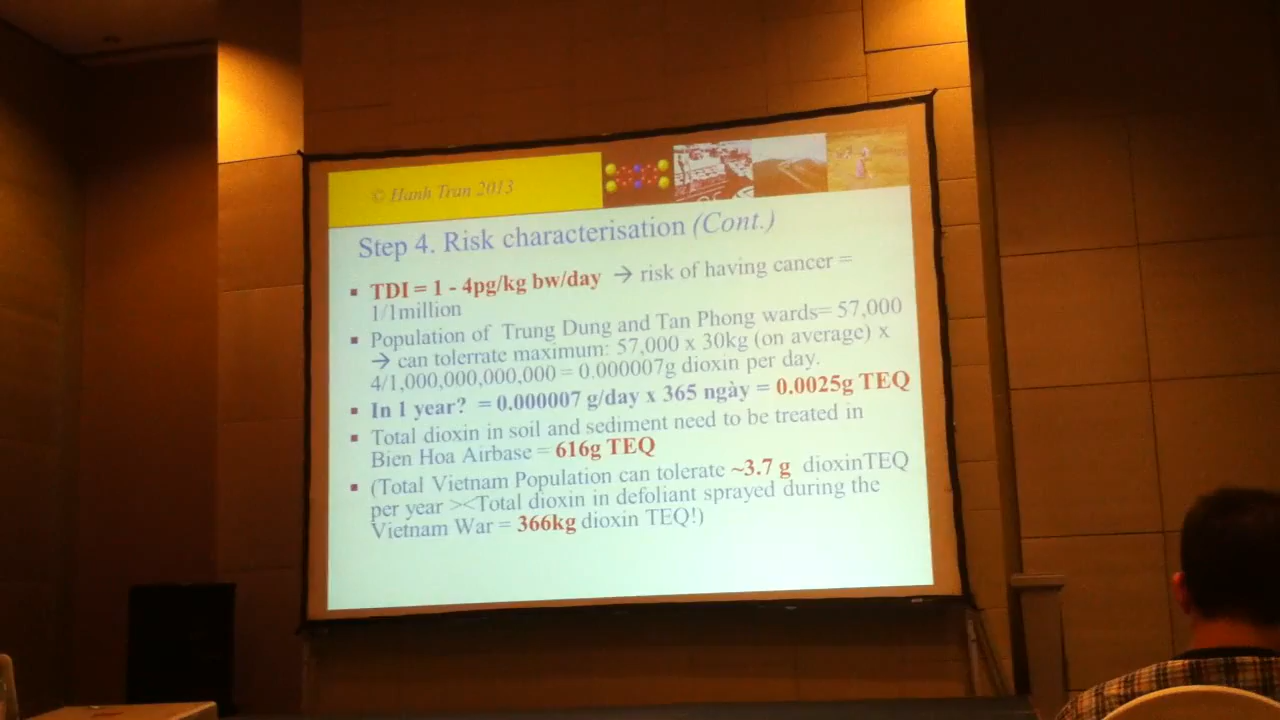 © Hanh Tran 2013
Step 4. Risk characterisation (Cont.)
▪ TDI = 1 - 4pg/kg bw/day → risk of having cancer =
1/1million
▪ Population of Trung Dung and Tan Phong wards= 57,000
→ can tolerrate maximum: 57,000 x 30kg (on average) x
4/1,000,000,000,000 = 0.000007g dioxin per day.
▪ In 1 year? = 0.000007 g/day x 365 ngày = 0.0025g TEQ
▪ Total dioxin in soil and sediment need to be treated in
Bien Hoa Airbase = 616g TEQ
▪ (Total Vietnam Population can tolerate ~3.7 g dioxinTEQ
per year ><Total dioxin in defoliant sprayed during the
Vietnam War = 366kg dioxin TEQ!)